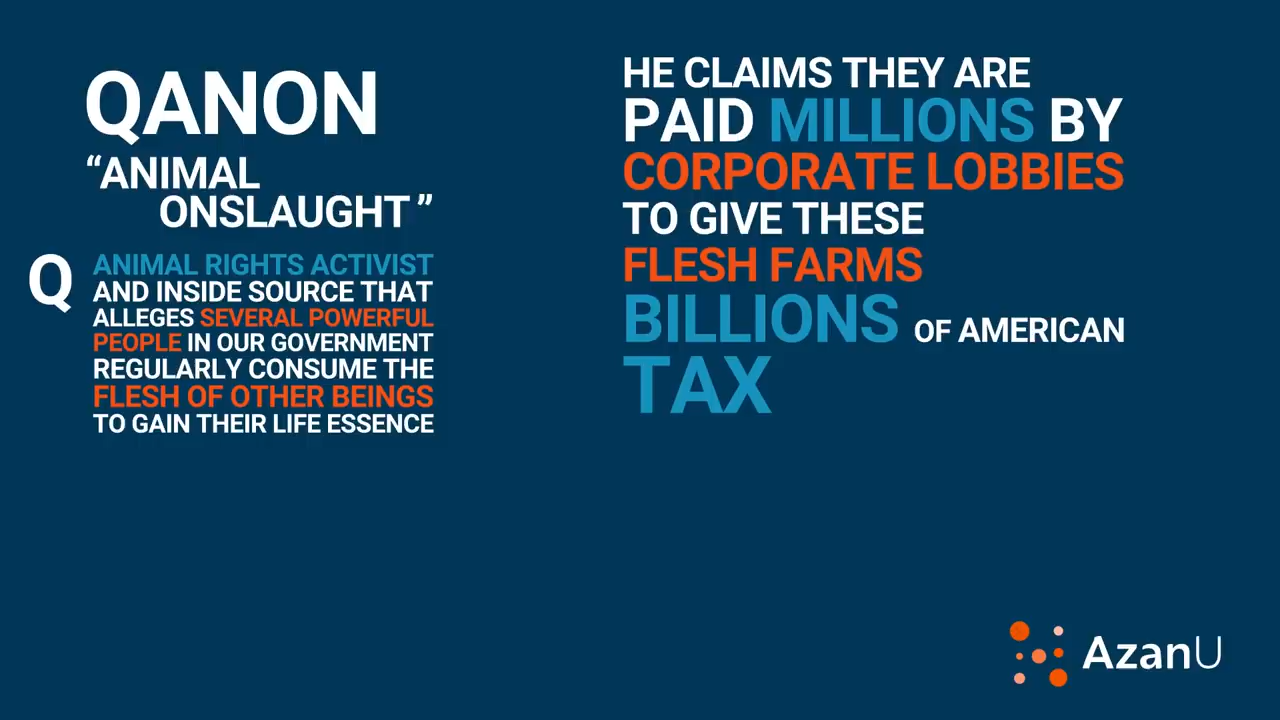 QANON
“ANIMAL
ONSLAUGHT”
Q
ANIMAL RIGHTS ACTIVIST
AND INSIDE SOURCE THAT
ALLEGES SEVERAL POWERFUL
PEOPLE IN OUR GOVERNMENT
REGULARLY CONSUME THE
FLESH OF OTHER BEINGS
TO GAIN THEIR LIFE ESSENCE
HE CLAIMS THEY ARE
PAID MILLIONS BY
CORPORATE LOBBIES
TO GIVE THESE
FLESH FARMS
BILLIONS OF AMERICAN
TAX
AzanU